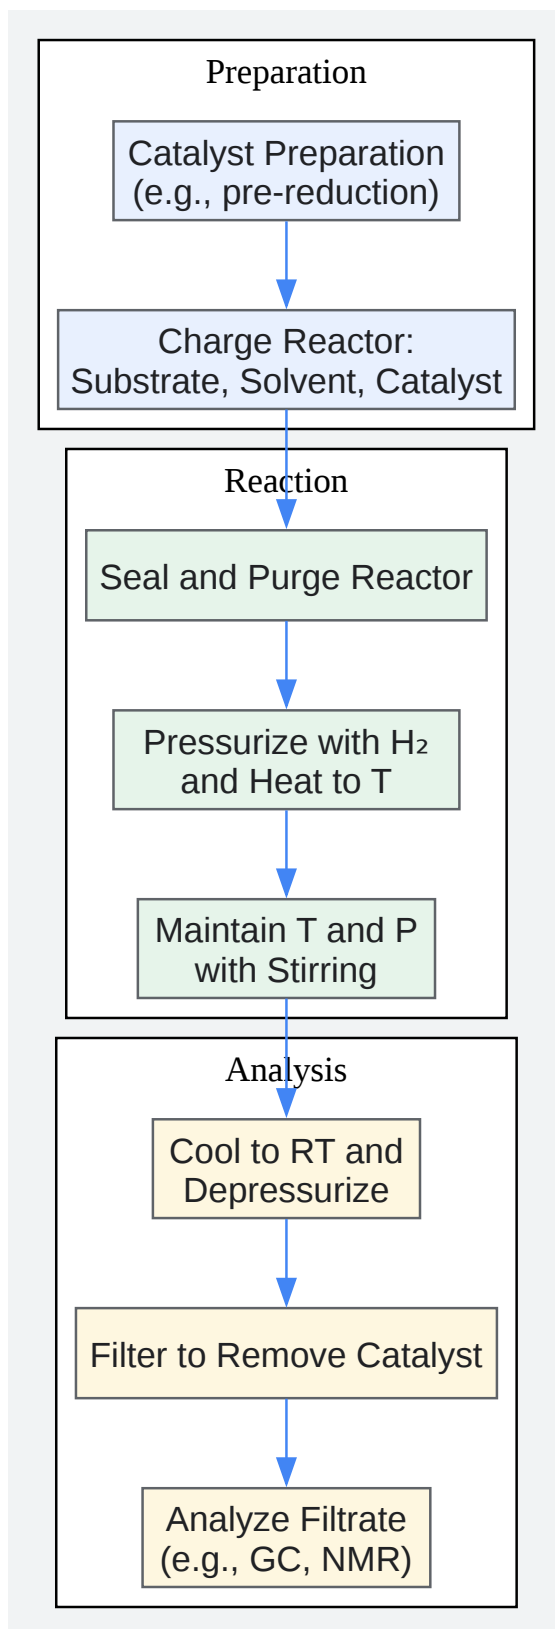 Preparation
Catalyst Preparation
(e.g., pre-reduction)
Charge Reactor:
Substrate, Solvent, Catalyst
Reaction
Seal and Purge Reactor
Pressurize with H₂
and Heat to T
Maintain T and P
with Stirring
Analysis
Cool to RT and
Depressurize
Filter to Remove Catalyst
Analyze Filtrate
(e.g., GC, NMR)